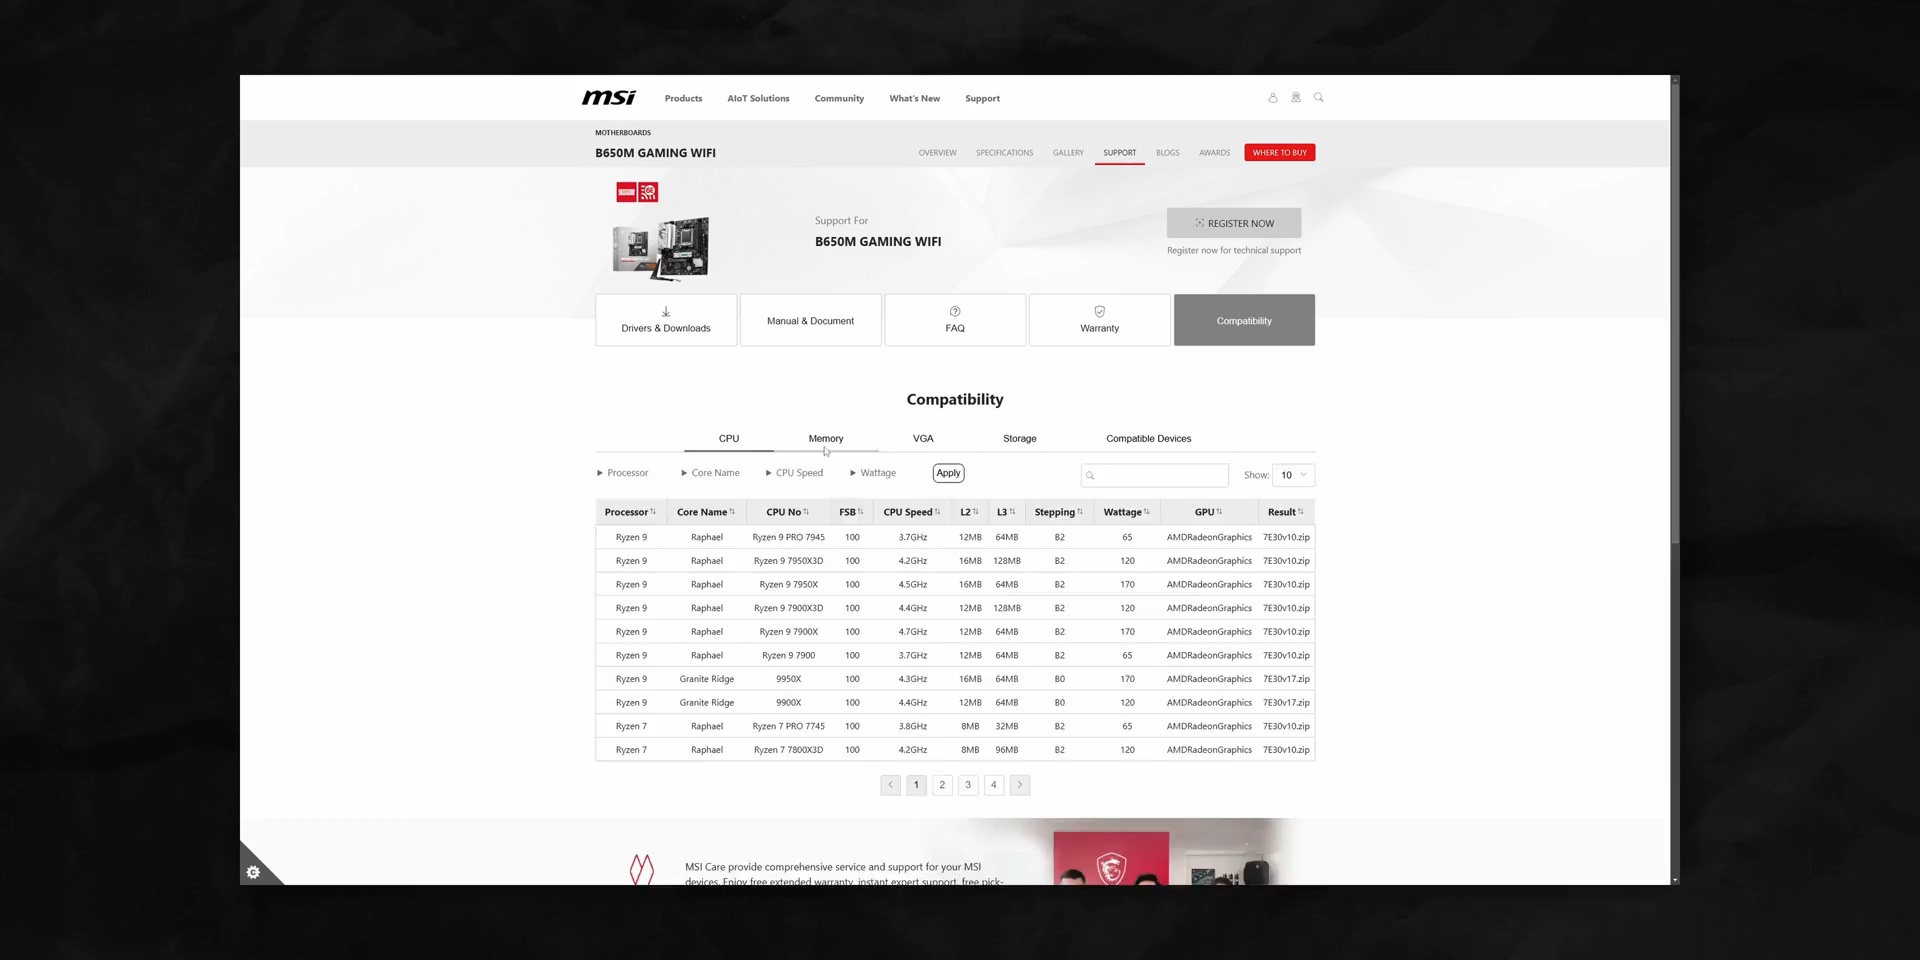 msi Products AIoT Solutions Community What's New Support
MOTHERBOARDS
B650M GAMING WIFI OVERVIEW SPECIFICATIONS GALLERY SUPPORT BLOGS AWARDS WHERE TO BUY
Support For
B650M GAMING WIFI
REGISTER NOW
Register now for technical support
Drivers & Downloads Manual & Document FAQ Warranty Compatibility
Compatibility
CPU Memory VGA Storage Compatible Devices
Processor Core Name CPU Speed Wattage Apply Show: 10
Processor Core Name CPU No FSB CPU Speed L2 L3 Stepping Wattage GPU Result
Ryzen 9 Raphael Ryzen 9 PRO 7945 100 3.7GHz 12MB 64MB B2 65 AMDRadeonGraphics 7E30v10.zip
Ryzen 9 Raphael Ryzen 9 7950X3D 100 4.2GHz 16MB 128MB B2 120 AMDRadeonGraphics 7E30v10.zip
Ryzen 9 Raphael Ryzen 9 7950X 100 4.5GHz 16MB 64MB B2 170 AMDRadeonGraphics 7E30v10.zip
Ryzen 9 Raphael Ryzen 9 7900X3D 100 4.4GHz 12MB 128MB B2 120 AMDRadeonGraphics 7E30v10.zip
Ryzen 9 Raphael Ryzen 9 7900X 100 4.7GHz 12MB 64MB B2 170 AMDRadeonGraphics 7E30v10.zip
Ryzen 9 Raphael Ryzen 9 7900 100 3.7GHz 12MB 64MB B2 65 AMDRadeonGraphics 7E30v10.zip
Ryzen 9 Granite Ridge 9950X 100 4.3GHz 16MB 64MB B0 170 AMDRadeonGraphics 7E30v17.zip
Ryzen 9 Granite Ridge 9900X 100 4.4GHz 12MB 64MB B0 120 AMDRadeonGraphics 7E30v17.zip
Ryzen 7 Raphael Ryzen 7 PRO 7745 100 3.8GHz 8MB 32MB B2 65 AMDRadeonGraphics 7E30v10.zip
Ryzen 7 Raphael Ryzen 7 7800X3D 100 4.2GHz 8MB 96MB B2 120 AMDRadeonGraphics 7E30v10.zip
1 2 3 4
MSI Care provide comprehensive service and support for your MSI
devices. Enjoy free extended warranty, instant expert support, free pick-